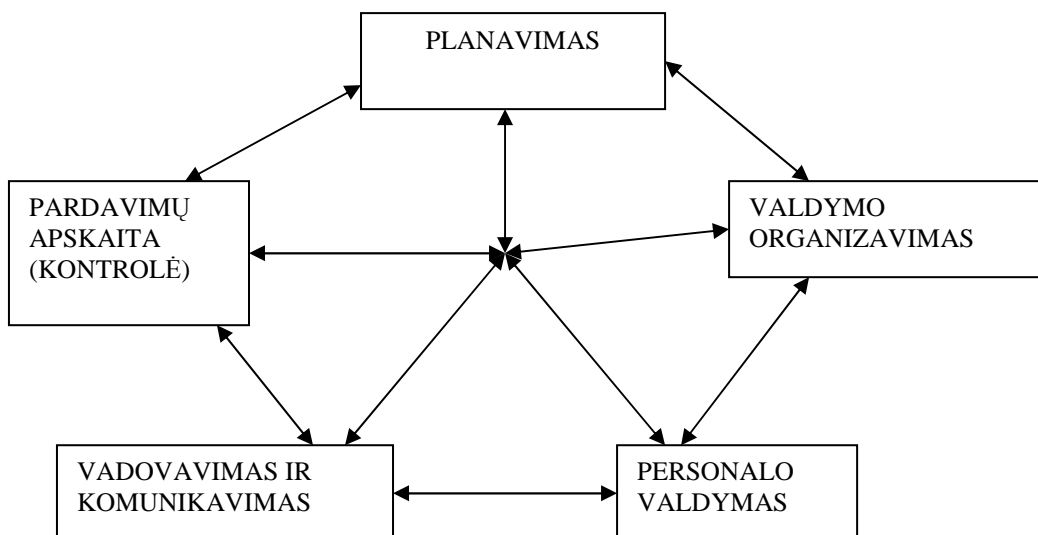 PLANAVIMAS
PARDAVIMŲ
APSKAITA
(KONTROLĖ)
VALDYMO
ORGANIZAVIMAS
VADOVAVIMAS IR
KOMUNIKAVIMAS
PERSONALO
VALDYMAS